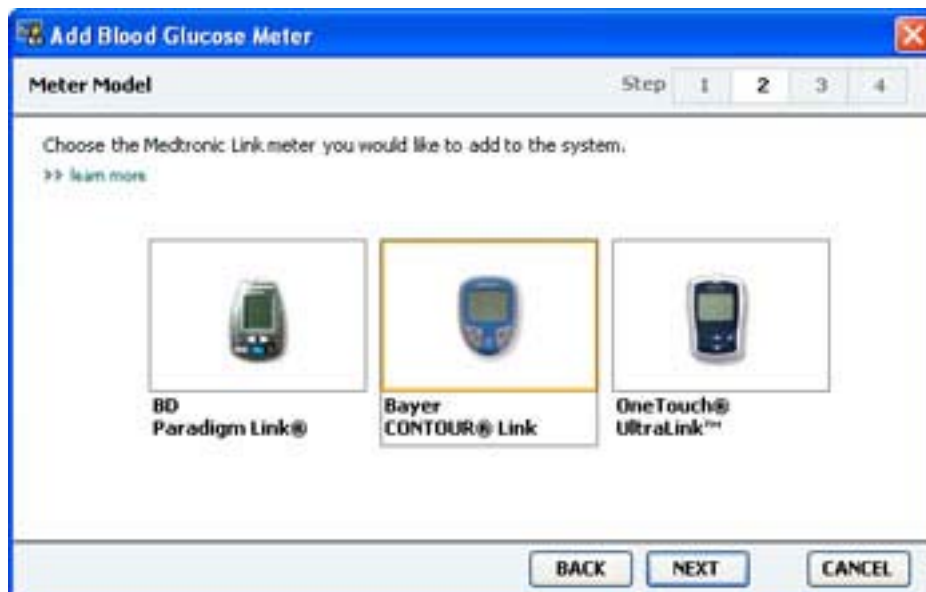 Add Blood Glucose Meter
Meter Model
Step 1 2 3 4
Choose the Medtronic Link meter you would like to add to the system.
>> learn more
BD
Paradigm Link®
Bayer
CONTOUR® Link
OneTouch®
UltraLink™
BACK NEXT CANCEL